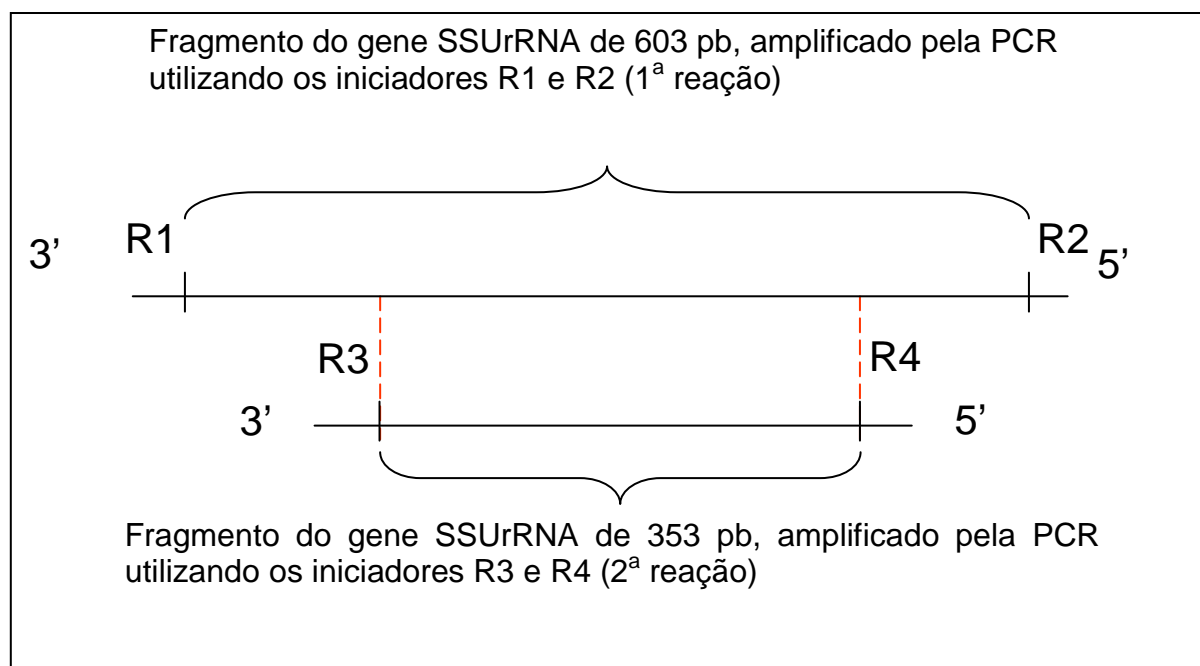 Fragmento do gene SSUrRNA de 603 pb, amplificado pela PCR
utilizando os iniciadores R1 e R2 (1ª reação)
3’ R1 R2 5’
R3 R4
3’ 5’
Fragmento do gene SSUrRNA de 353 pb, amplificado pela PCR
utilizando os iniciadores R3 e R4 (2ª reação)